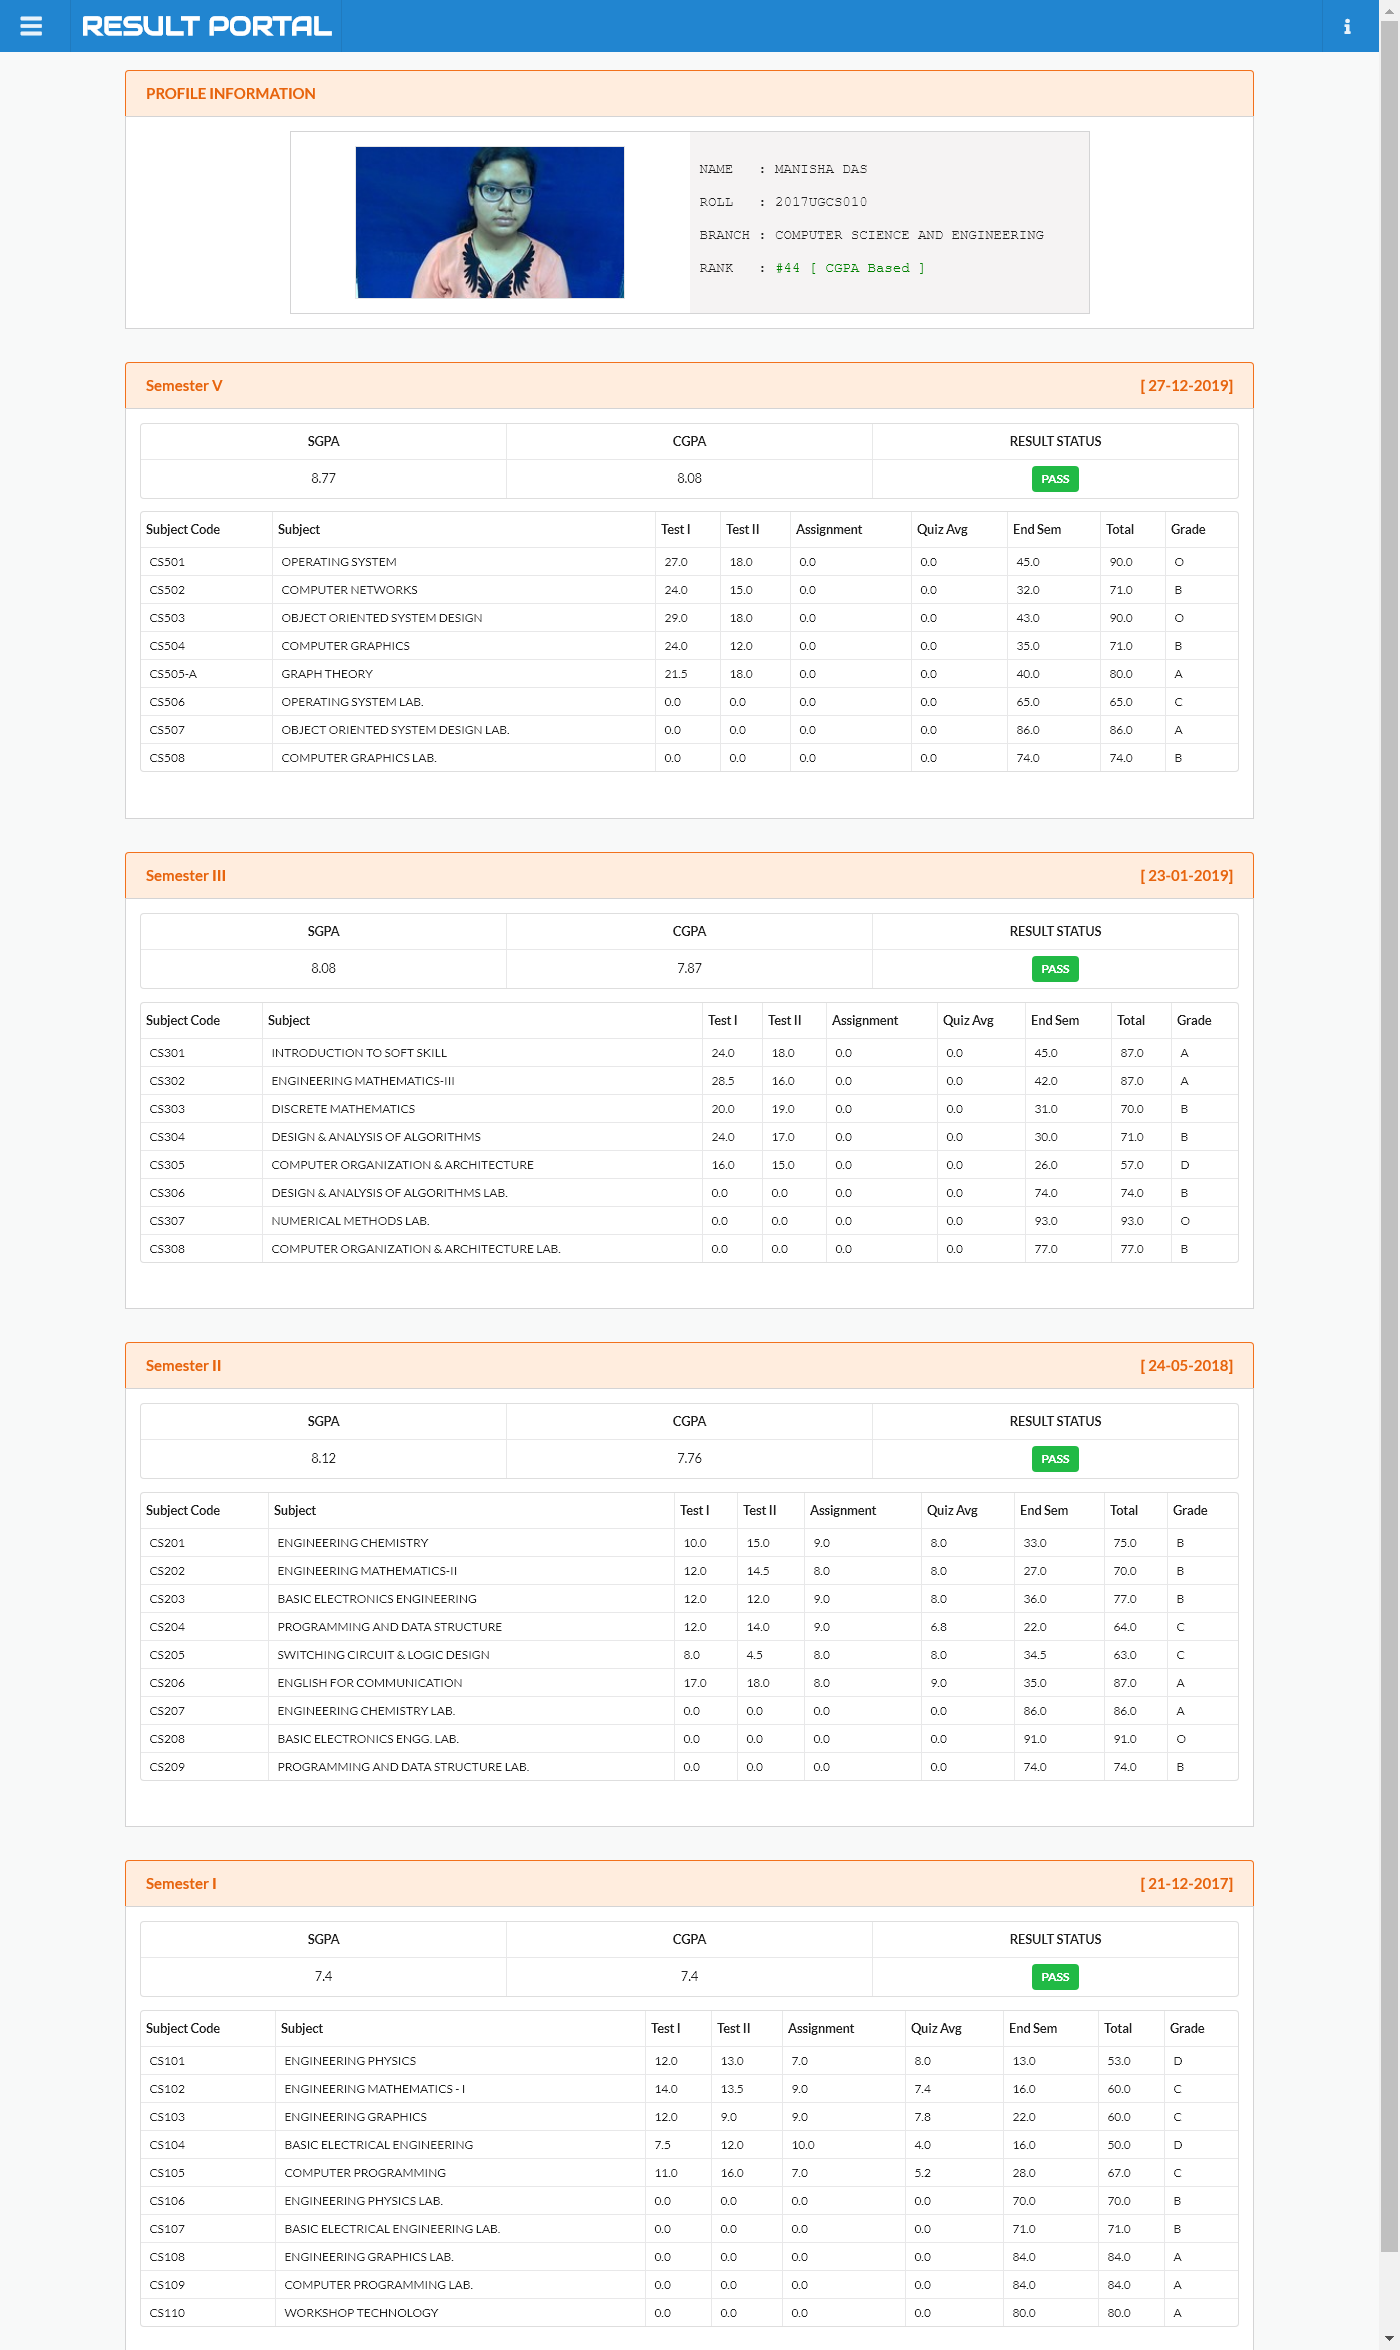 RESULT PORTAL
PROFILE INFORMATION
NAME : MANISHA DAS
ROLL : 2017UGCS010
BRANCH : COMPUTER SCIENCE AND ENGINEERING
RANK : #44 [ CGPA Based ]
Semester V [ 27-12-2019]
SGPA CGPA RESULT STATUS
8.77 8.08 PASS
Subject Code Subject Test I Test II Assignment Quiz Avg End Sem Total Grade
CS501 OPERATING SYSTEM 27.0 18.0 0.0 0.0 45.0 90.0 O
CS502 COMPUTER NETWORKS 24.0 15.0 0.0 0.0 32.0 71.0 B
CS503 OBJECT ORIENTED SYSTEM DESIGN 29.0 18.0 0.0 0.0 43.0 90.0 O
CS504 COMPUTER GRAPHICS 24.0 12.0 0.0 0.0 35.0 71.0 B
CS505-A GRAPH THEORY 21.5 18.0 0.0 0.0 40.0 80.0 A
CS506 OPERATING SYSTEM LAB. 0.0 0.0 0.0 0.0 65.0 65.0 C
CS507 OBJECT ORIENTED SYSTEM DESIGN LAB. 0.0 0.0 0.0 0.0 86.0 86.0 A
CS508 COMPUTER GRAPHICS LAB. 0.0 0.0 0.0 0.0 74.0 74.0 B
Semester III [ 23-01-2019]
SGPA CGPA RESULT STATUS
8.08 7.87 PASS
Subject Code Subject Test I Test II Assignment Quiz Avg End Sem Total Grade
CS301 INTRODUCTION TO SOFT SKILL 24.0 18.0 0.0 0.0 45.0 87.0 A
CS302 ENGINEERING MATHEMATICS-III 28.5 16.0 0.0 0.0 42.0 87.0 A
CS303 DISCRETE MATHEMATICS 20.0 19.0 0.0 0.0 31.0 70.0 B
CS304 DESIGN & ANALYSIS OF ALGORITHMS 24.0 17.0 0.0 0.0 30.0 71.0 B
CS305 COMPUTER ORGANIZATION & ARCHITECTURE 16.0 15.0 0.0 0.0 26.0 57.0 D
CS306 DESIGN & ANALYSIS OF ALGORITHMS LAB. 0.0 0.0 0.0 0.0 74.0 74.0 B
CS307 NUMERICAL METHODS LAB. 0.0 0.0 0.0 0.0 93.0 93.0 O
CS308 COMPUTER ORGANIZATION & ARCHITECTURE LAB. 0.0 0.0 0.0 0.0 77.0 77.0 B
Semester II [ 24-05-2018]
SGPA CGPA RESULT STATUS
8.12 7.76 PASS
Subject Code Subject Test I Test II Assignment Quiz Avg End Sem Total Grade
CS201 ENGINEERING CHEMISTRY 10.0 15.0 9.0 8.0 33.0 75.0 B
CS202 ENGINEERING MATHEMATICS-II 12.0 14.5 8.0 8.0 27.0 70.0 B
CS203 BASIC ELECTRONICS ENGINEERING 12.0 12.0 9.0 8.0 36.0 77.0 B
CS204 PROGRAMMING AND DATA STRUCTURE 12.0 14.0 9.0 6.8 22.0 64.0 C
CS205 SWITCHING CIRCUIT & LOGIC DESIGN 8.0 4.5 8.0 8.0 34.5 63.0 C
CS206 ENGLISH FOR COMMUNICATION 17.0 18.0 8.0 9.0 35.0 87.0 A
CS207 ENGINEERING CHEMISTRY LAB. 0.0 0.0 0.0 0.0 86.0 86.0 A
CS208 BASIC ELECTRONICS ENGG. LAB. 0.0 0.0 0.0 0.0 91.0 91.0 O
CS209 PROGRAMMING AND DATA STRUCTURE LAB. 0.0 0.0 0.0 0.0 74.0 74.0 B
Semester I [ 21-12-2017]
SGPA CGPA RESULT STATUS
7.4 7.4 PASS
Subject Code Subject Test I Test II Assignment Quiz Avg End Sem Total Grade
CS101 ENGINEERING PHYSICS 12.0 13.0 7.0 8.0 13.0 53.0 D
CS102 ENGINEERING MATHEMATICS - I 14.0 13.5 9.0 7.4 16.0 60.0 C
CS103 ENGINEERING GRAPHICS 12.0 9.0 9.0 7.8 22.0 60.0 C
CS104 BASIC ELECTRICAL ENGINEERING 7.5 12.0 10.0 4.0 16.0 50.0 D
CS105 COMPUTER PROGRAMMING 11.0 16.0 7.0 5.2 28.0 67.0 C
CS106 ENGINEERING PHYSICS LAB. 0.0 0.0 0.0 0.0 70.0 70.0 B
CS107 BASIC ELECTRICAL ENGINEERING LAB. 0.0 0.0 0.0 0.0 71.0 71.0 B
CS108 ENGINEERING GRAPHICS LAB. 0.0 0.0 0.0 0.0 84.0 84.0 A
CS109 COMPUTER PROGRAMMING LAB. 0.0 0.0 0.0 0.0 84.0 84.0 A
CS110 WORKSHOP TECHNOLOGY 0.0 0.0 0.0 0.0 80.0 80.0 A